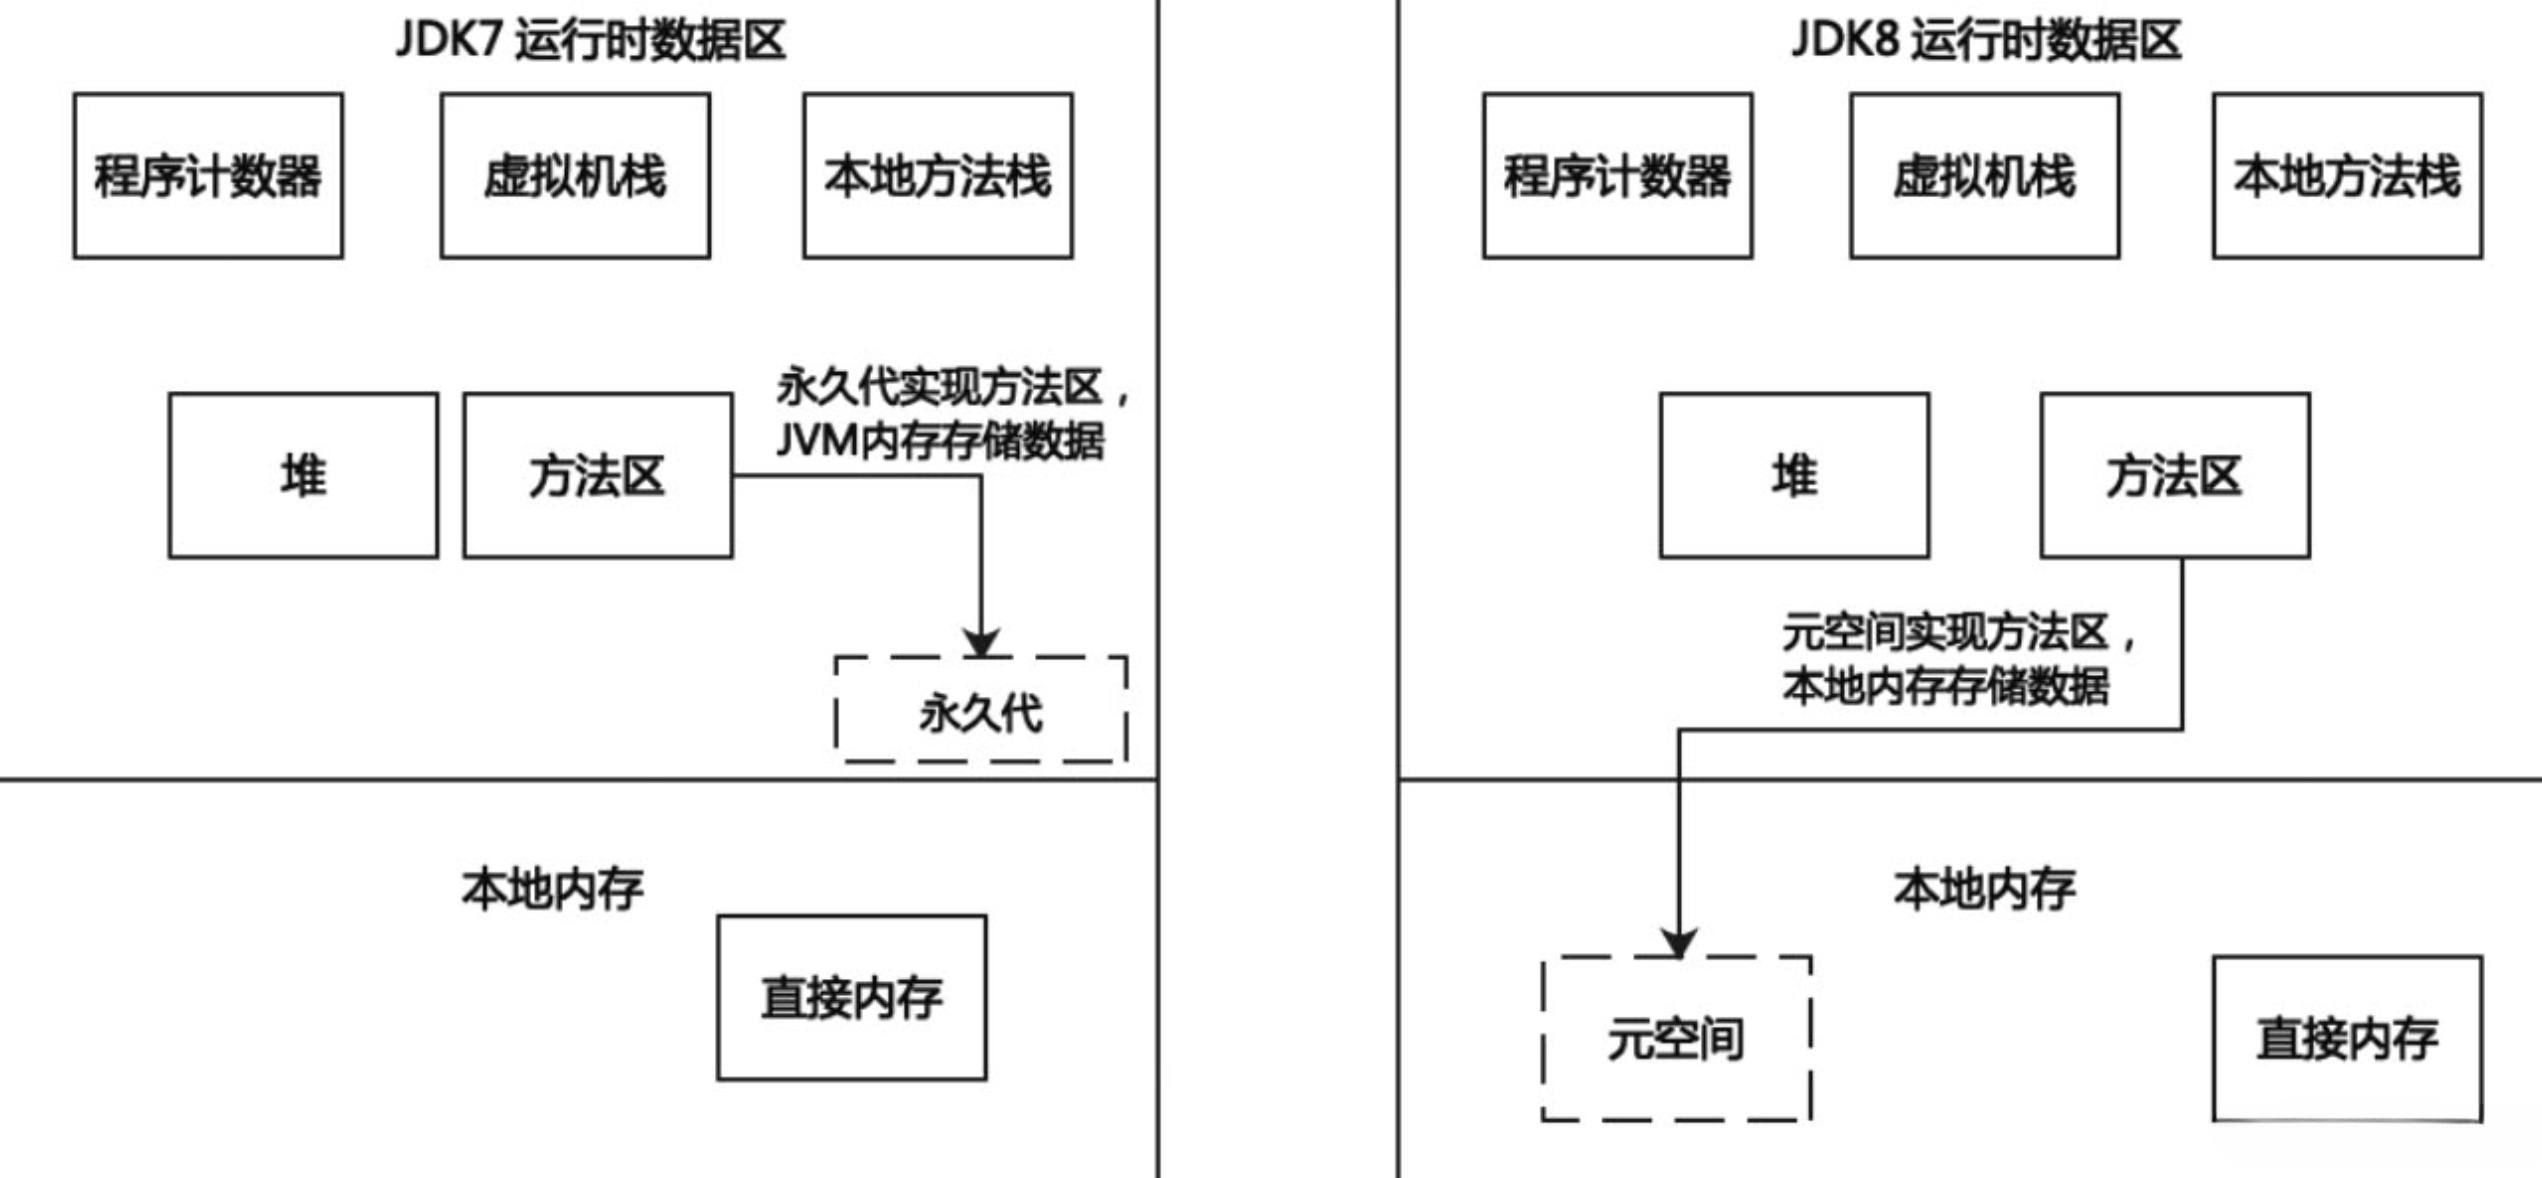 JDK7 运行时数据区
程序计数器
虚拟机栈
本地方法栈
堆
方法区
永久代实现方法区，
JVM内存存储数据
永久代
本地内存
直接内存
JDK8 运行时数据区
程序计数器
虚拟机栈
本地方法栈
堆
方法区
元空间实现方法区，
本地内存存储数据
本地内存
元空间
直接内存